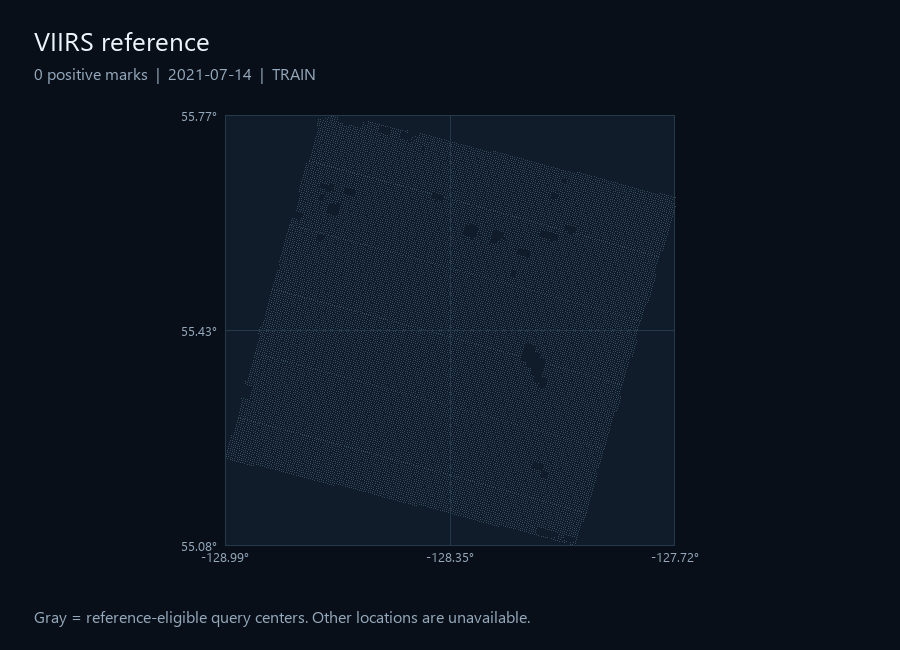 VIIRS reference
0 positive marks | 2021-07-14 | TRAIN
55.77°
55.43°
55.08°
-128.99°
-128.35°
-127.72°
Gray = reference-eligible query centers. Other locations are unavailable.